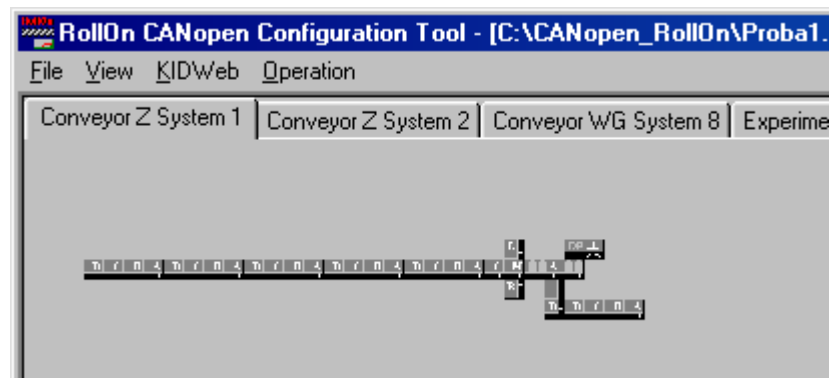 RollOn CANopen Configuration Tool - [C:\CANopen_RollOn\Proba1.
File View KIDWeb Operation
Conveyor Z System 1 Conveyor Z System 2 Conveyor WG System 8 Experime